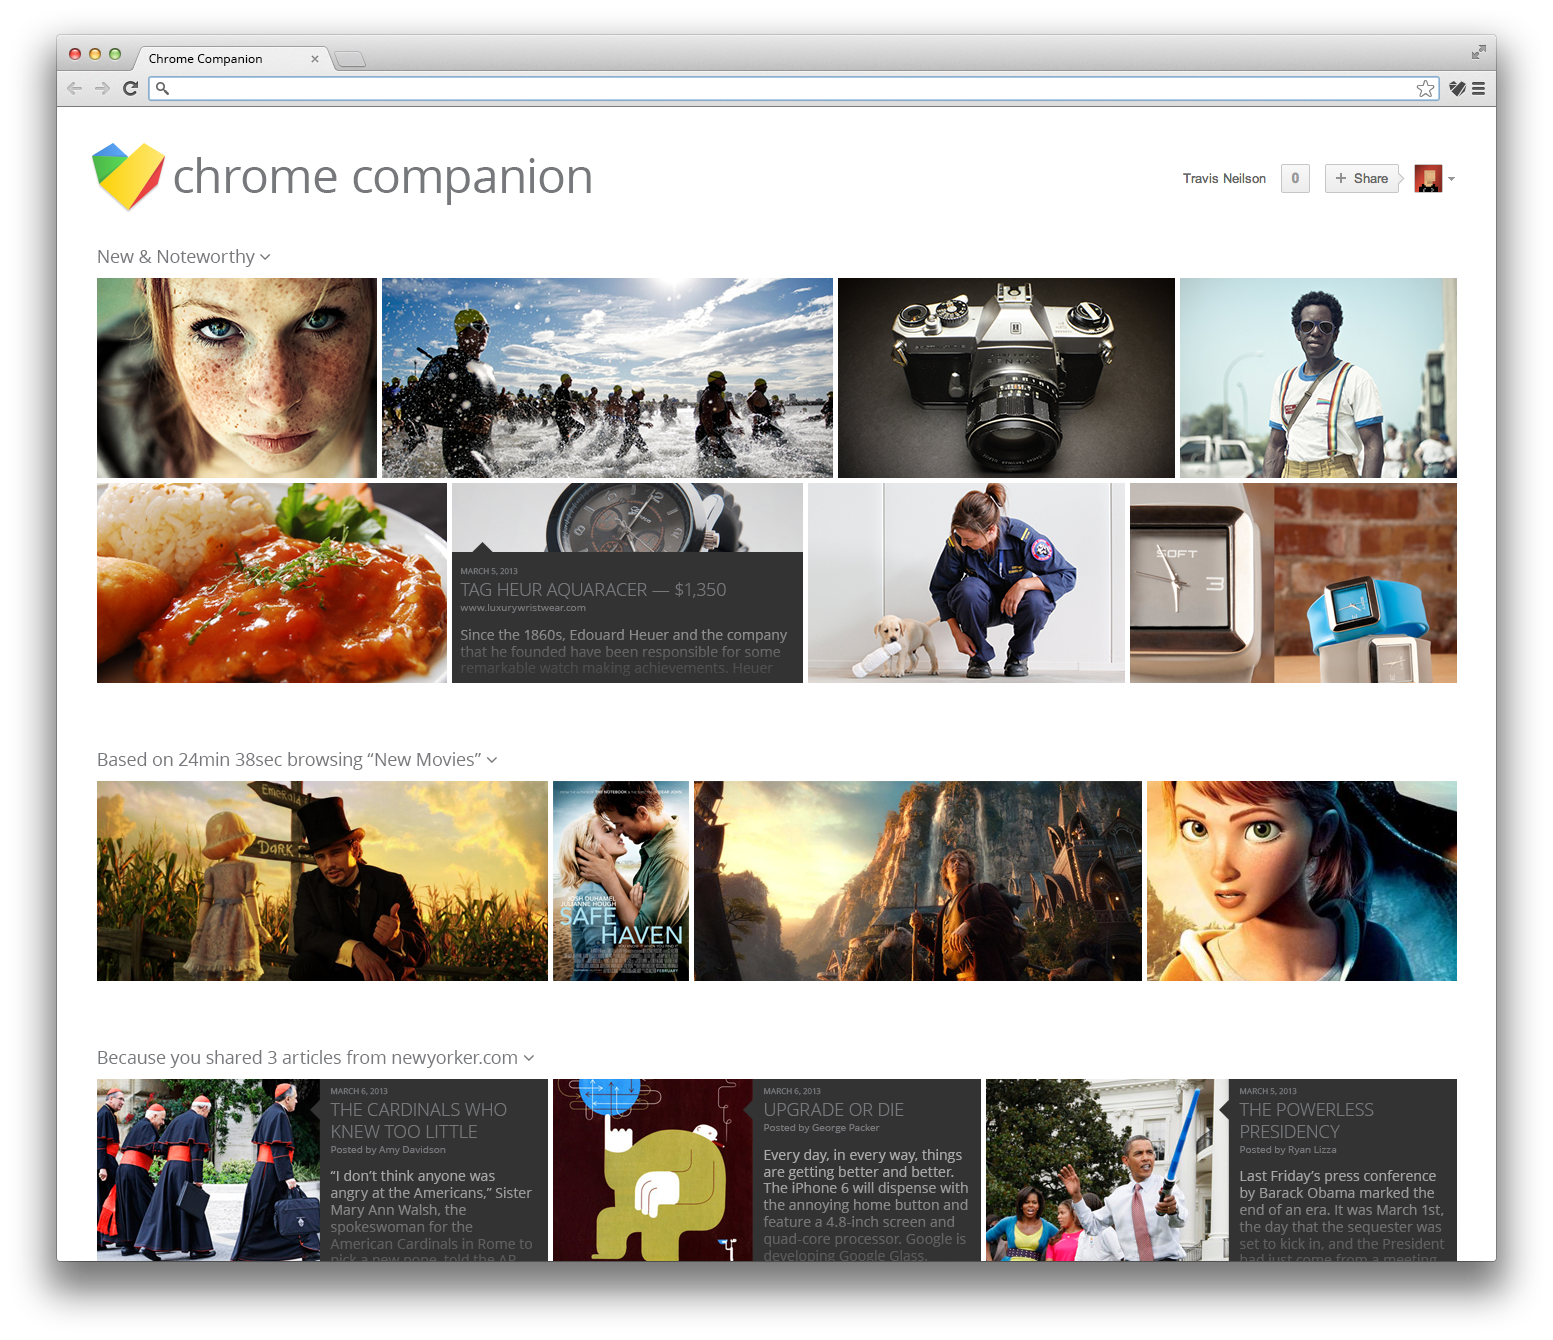 Chrome Companion
chrome companion
Travis Neilson
0
+ Share
New & Noteworthy
MARCH 5, 2013
TAG HEUR AQUARACER — $1,350
www.luxurywristwear.com
Since the 1860s, Edouard Heuer and the company
that he founded have been responsible for some
remarkable watch making achievements. Heuer
SOFT
3
Based on 24min 38sec browsing “New Movies”
Emerald
DARK
JOSH DUHAMEL
JULIANNE HOUGH
SAFE
HAVEN
FEBRUARY
Because you shared 3 articles from newyorker.com
MARCH 6, 2013
THE CARDINALS WHO
KNEW TOO LITTLE
Posted by Amy Davidson
“I don’t think anyone was
angry at the Americans,” Sister
Mary Ann Walsh, the
spokeswoman for the
American Cardinals in Rome to
pick a new pope, told the AP
MARCH 6, 2013
UPGRADE OR DIE
Posted by George Packer
Every day, in every way, things
are getting better and better.
The iPhone 6 will dispense with
the annoying home button and
feature a 4.8-inch screen and
quad-core processor. Google is
developing Google Glass,
MARCH 5, 2013
THE POWERLESS
PRESIDENCY
Posted by Ryan Lizza
Last Friday’s press conference
by Barack Obama marked the
end of an era. It was March 1st,
the day that the sequester was
set to kick in, and the President
had just come from a meeting